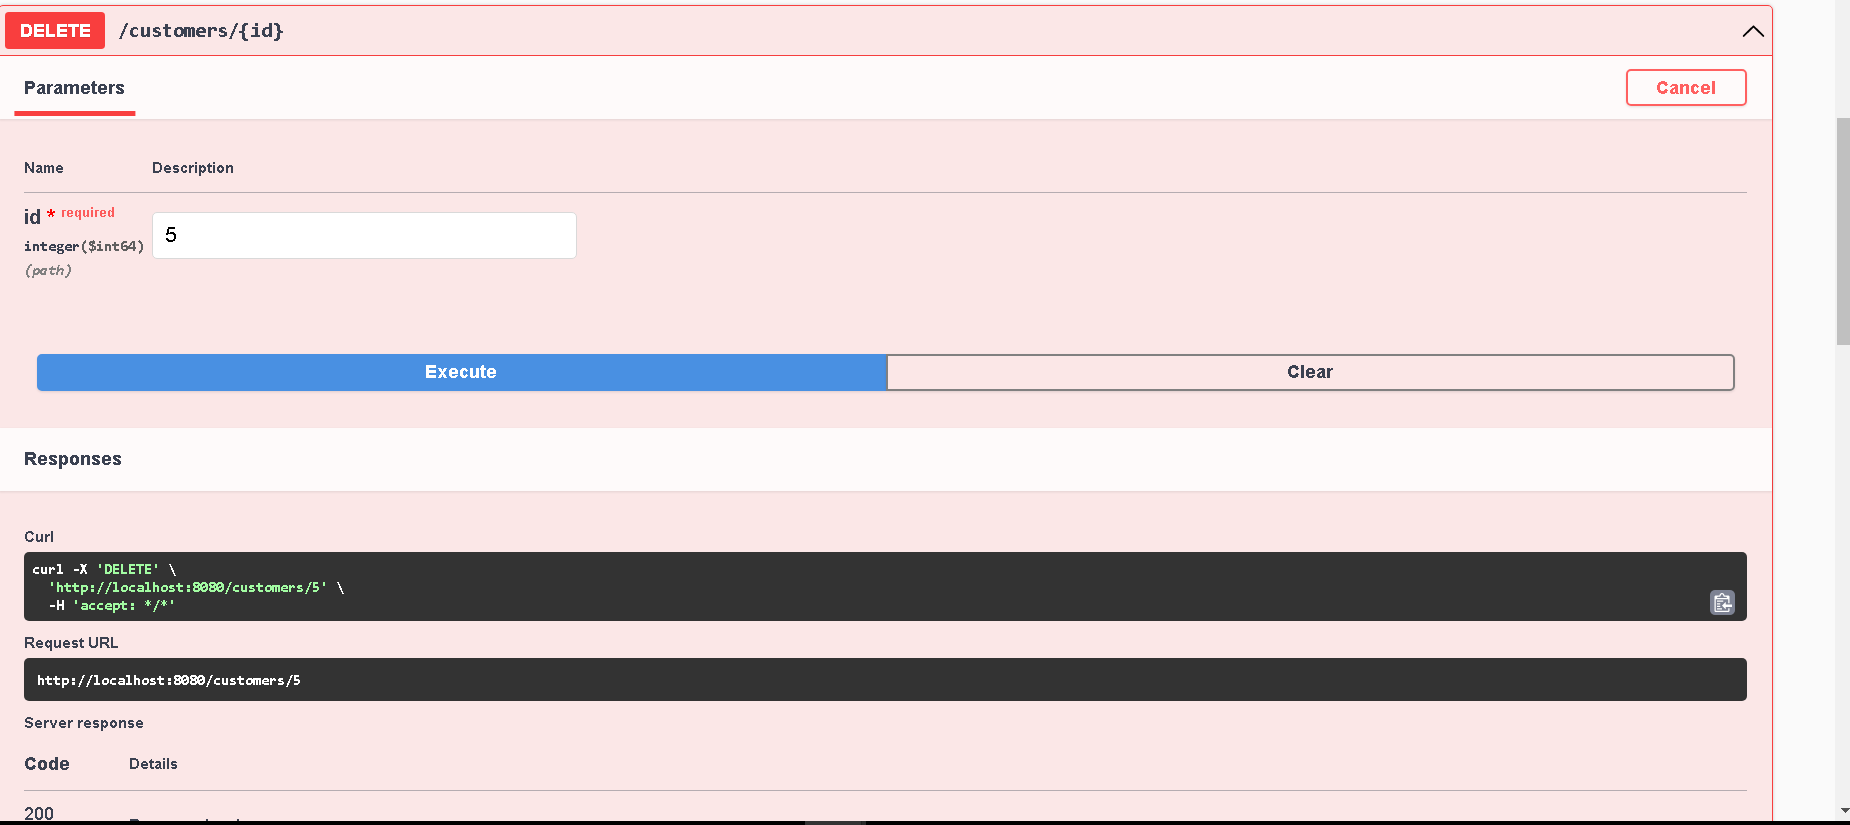 DELETE /customers/{id}
Parameters
Cancel
Name Description
id * required
integer($int64)
(path)
5
Execute Clear
Responses
Curl
curl -X 'DELETE' \
  'http://localhost:8080/customers/5' \
  -H 'accept: */*'
Request URL
http://localhost:8080/customers/5
Server response
Code Details
200